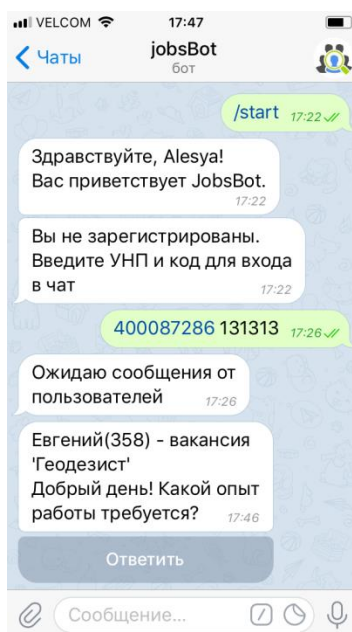 VELCOM 17:47
Чаты jobsBot
бот
/start 17:22
Здравствуйте, Alesya!
Вас приветствует JobsBot.
17:22
Вы не зарегистрированы.
Введите УНП и код для входа
в чат 17:22
400087286 131313 17:26
Ожидаю сообщения от
пользователей 17:26
Евгений(358) - вакансия
'Геодезист'
Добрый день! Какой опыт
работы требуется? 17:46
Ответить
Сообщение...